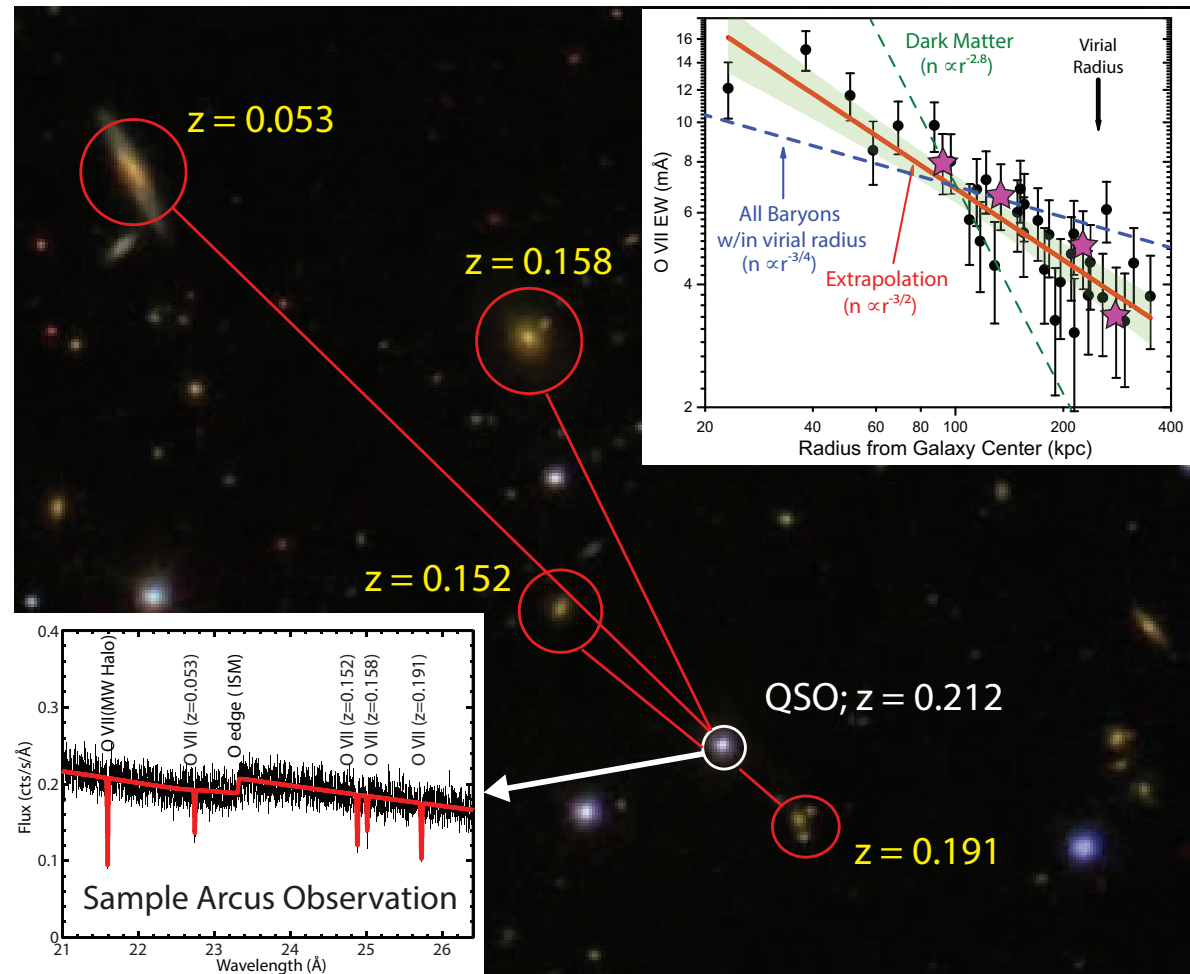 z = 0.053
z = 0.158
z = 0.152
QSO; z = 0.212
z = 0.191
16
14
12
10
8
6
4
2
20
40
60
80
100
200
400
O VII EW (mÅ)
Radius from Galaxy Center (kpc)
Dark Matter
(n ∝r-2.8)
Virial
Radius
All Baryons
w/in virial radius
(n ∝r-3/4)
Extrapolation
(n ∝r-3/2)
0.4
0.3
0.2
0.1
0
21
22
23
24
25
26
Flux (cts/s/Å)
Wavelength (Å)
O VII(MW Halo)
O VII (z=0.053)
O edge ( ISM)
O VII (z=0.152)
O VII (z=0.158)
O VII (z=0.191)
Sample Arcus Observation